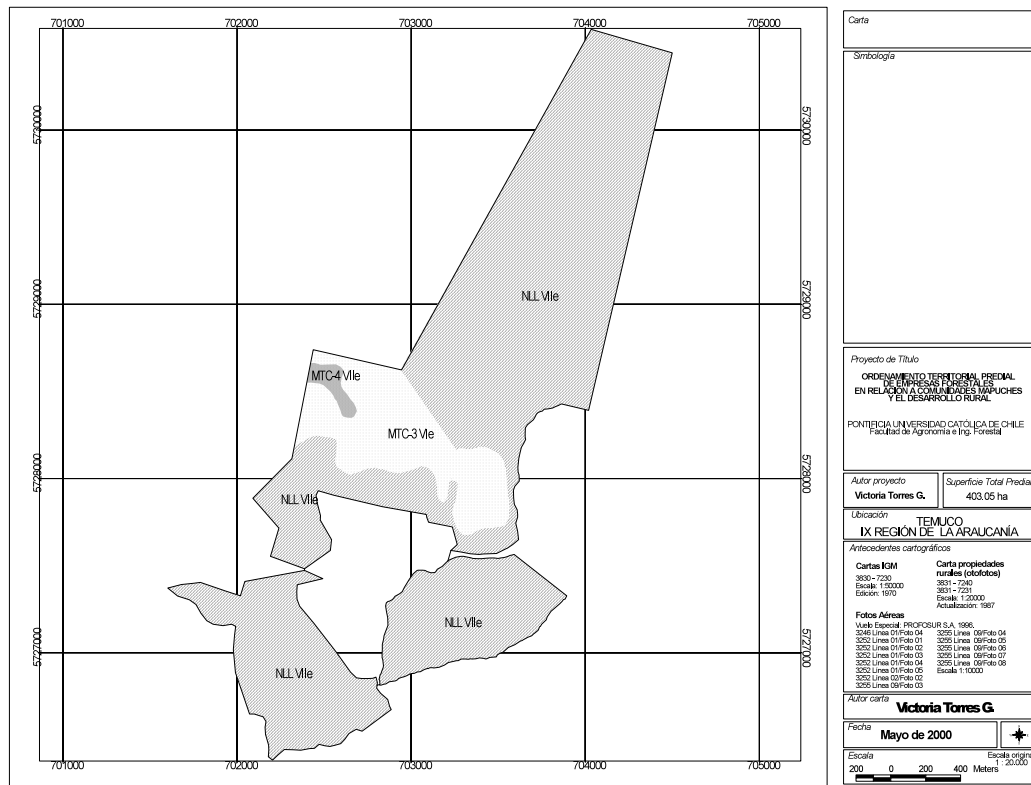 701000 702000 703000 704000 705000
5730000 5730000
5729000 5729000
5728000 5728000
5727000 5727000
NLL VIIe
MTC-4 VIIe
MTC-3 VIe
NLL VIIe
NLL VIIe
NLL VIIe
701000 702000 703000 704000 705000
Carta
Simbología
Proyecto de Título
ORDENAMIENTO TERRITORIAL PREDIAL
DE EMPRESAS FORESTALES
EN RELACION A COMUNIDADES MAPUCHES
Y EL DESARROLLO RURAL
PONTIFICIA UNIVERSIDAD CATÓLICA DE CHILE
Facultad de Agronomia e Ing. Forestal
Autor proyecto
Victoria Torres G.
Superficie Total Predial
403.05 ha
Ubicación
TEMUCO
IX REGIÓN DE LA ARAUCANÍA
Antecedentes cartográficos
Cartas IGM
3830 - 7230
Escala: 1:50000
Edición: 1970
Carta propiedades
rurales (otofotos)
3831 - 7240
3831 - 7231
Escala: 1:20000
Actualización: 1987
Fotos Aéreas
Vuelo Especial: PROFOSUR S.A, 1996.
3246 Linea 01/Foto 04
3252 Linea 01/Foto 01
3252 Linea 01/Foto 02
3252 Linea 01/Foto 03
3252 Linea 01/Foto 04
3252 Linea 01/Foto 05
3252 Linea 02/Foto 02
3255 Linea 09/Foto 03
3255 Linea 09/Foto 04
3255 Linea 09/Foto 05
3255 Linea 09/Foto 06
3255 Linea 09/Foto 07
3255 Linea 09/Foto 08
Escala 1:10000
Autor carta
Victoria Torres G.
Fecha
Mayo de 2000
Escala
Escala origina
1 : 20.000
200 0 200 400 Meters